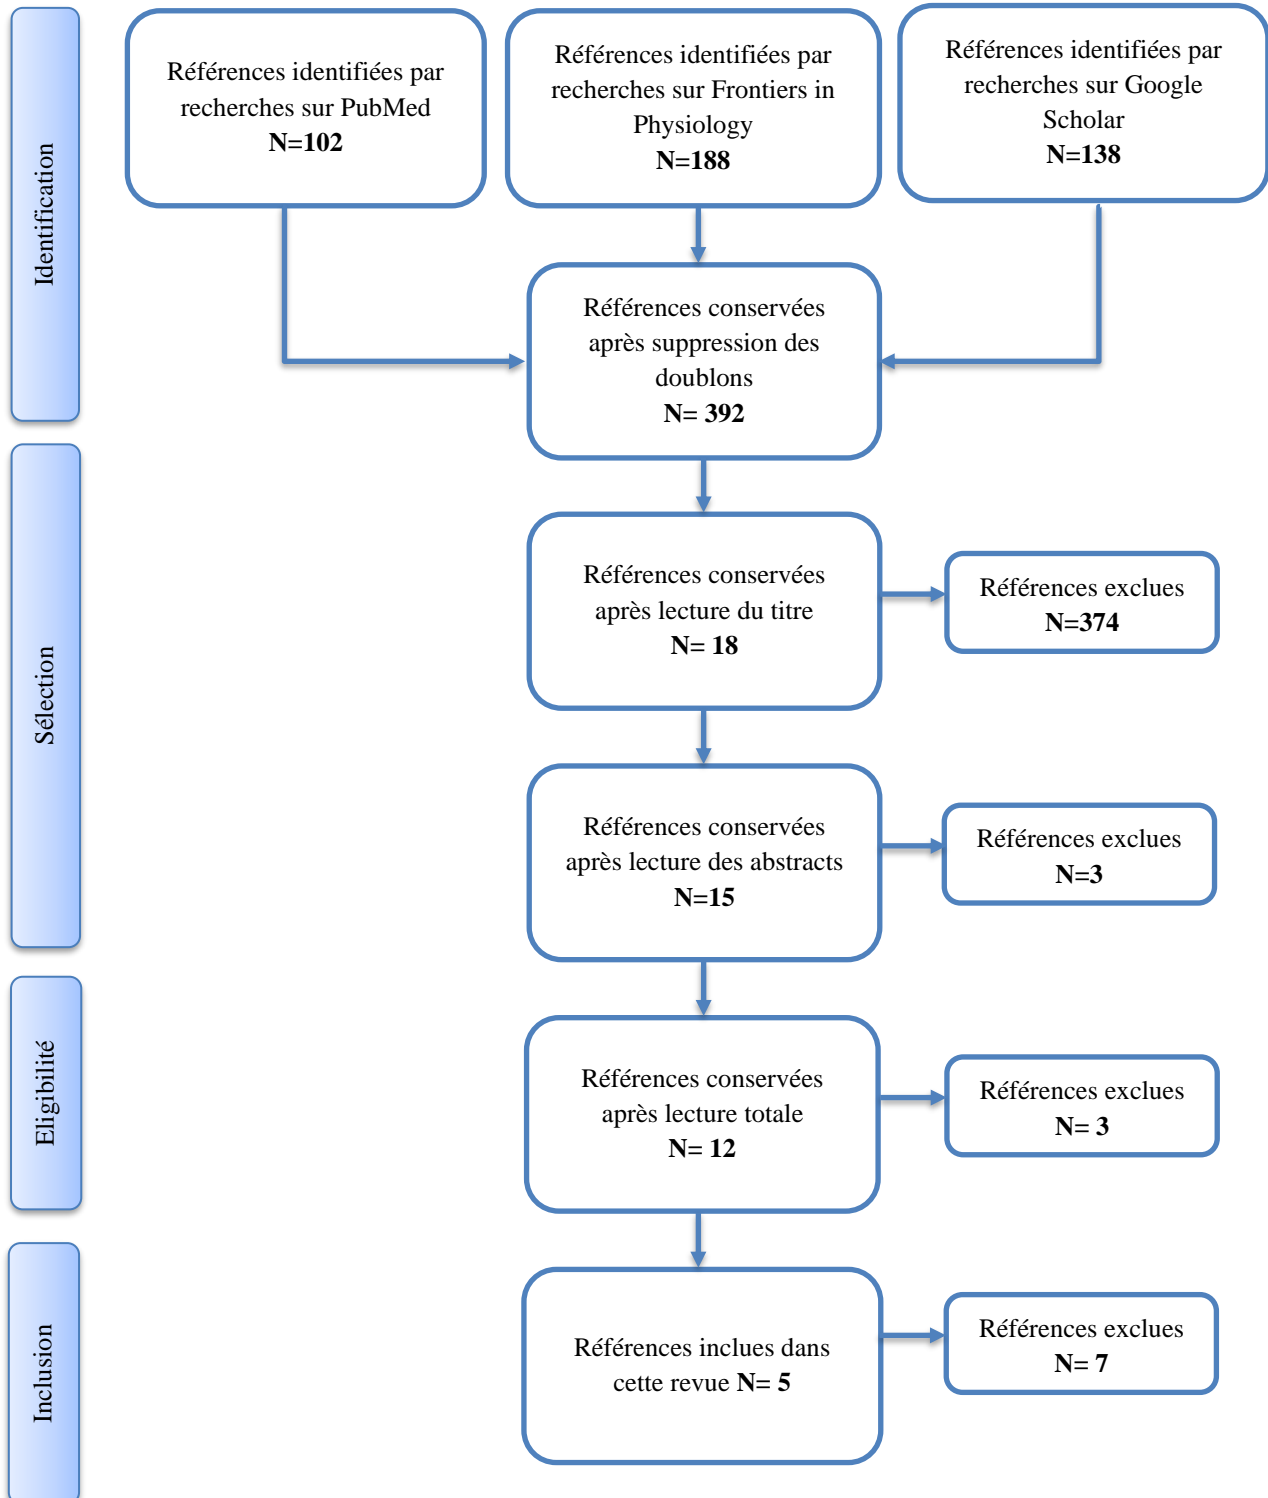 Identification
Références identifiées par
recherches sur PubMed
N=102
Références identifiées par
recherches sur Frontiers in
Physiology
N=188
Références identifiées par
recherches sur Google
Scholar
N=138
Références conservées
après suppression des
doublons
N= 392
Sélection
Références conservées
après lecture du titre
N= 18
Références exclues
N=374
Références conservées
après lecture des abstracts
N=15
Références exclues
N=3
Eligibilité
Références conservées
après lecture totale
N= 12
Références exclues
N= 3
Inclusion
Références inclues dans
cette revue N= 5
Références exclues
N= 7